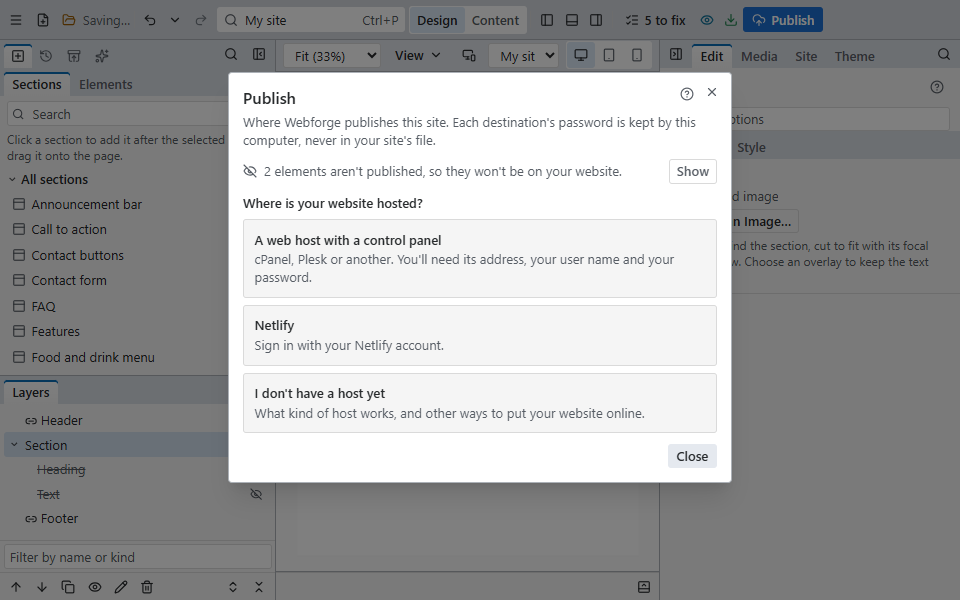 Saving...
My site
Ctrl+P
Design
Content
5 to fix
Publish
Fit (33%)
View
My sit
Edit
Media
Site
Theme
Sections
Elements
Search
Click a section to add it after the selected
drag it onto the page.
All sections
Announcement bar
Call to action
Contact buttons
Contact form
FAQ
Features
Food and drink menu
Layers
Header
Section
Heading
Text
Footer
Filter by name or kind
Publish
Where Webforge publishes this site. Each destination's password is kept by this
computer, never in your site's file.
2 elements aren't published, so they won't be on your website.
Show
Where is your website hosted?
A web host with a control panel
cPanel, Plesk or another. You'll need its address, your user name and your
password.
Netlify
Sign in with your Netlify account.
I don't have a host yet
What kind of host works, and other ways to put your website online.
Close
Style
d image
n Image...
nd the section, cut to fit with its focal
w. Choose an overlay to keep the text